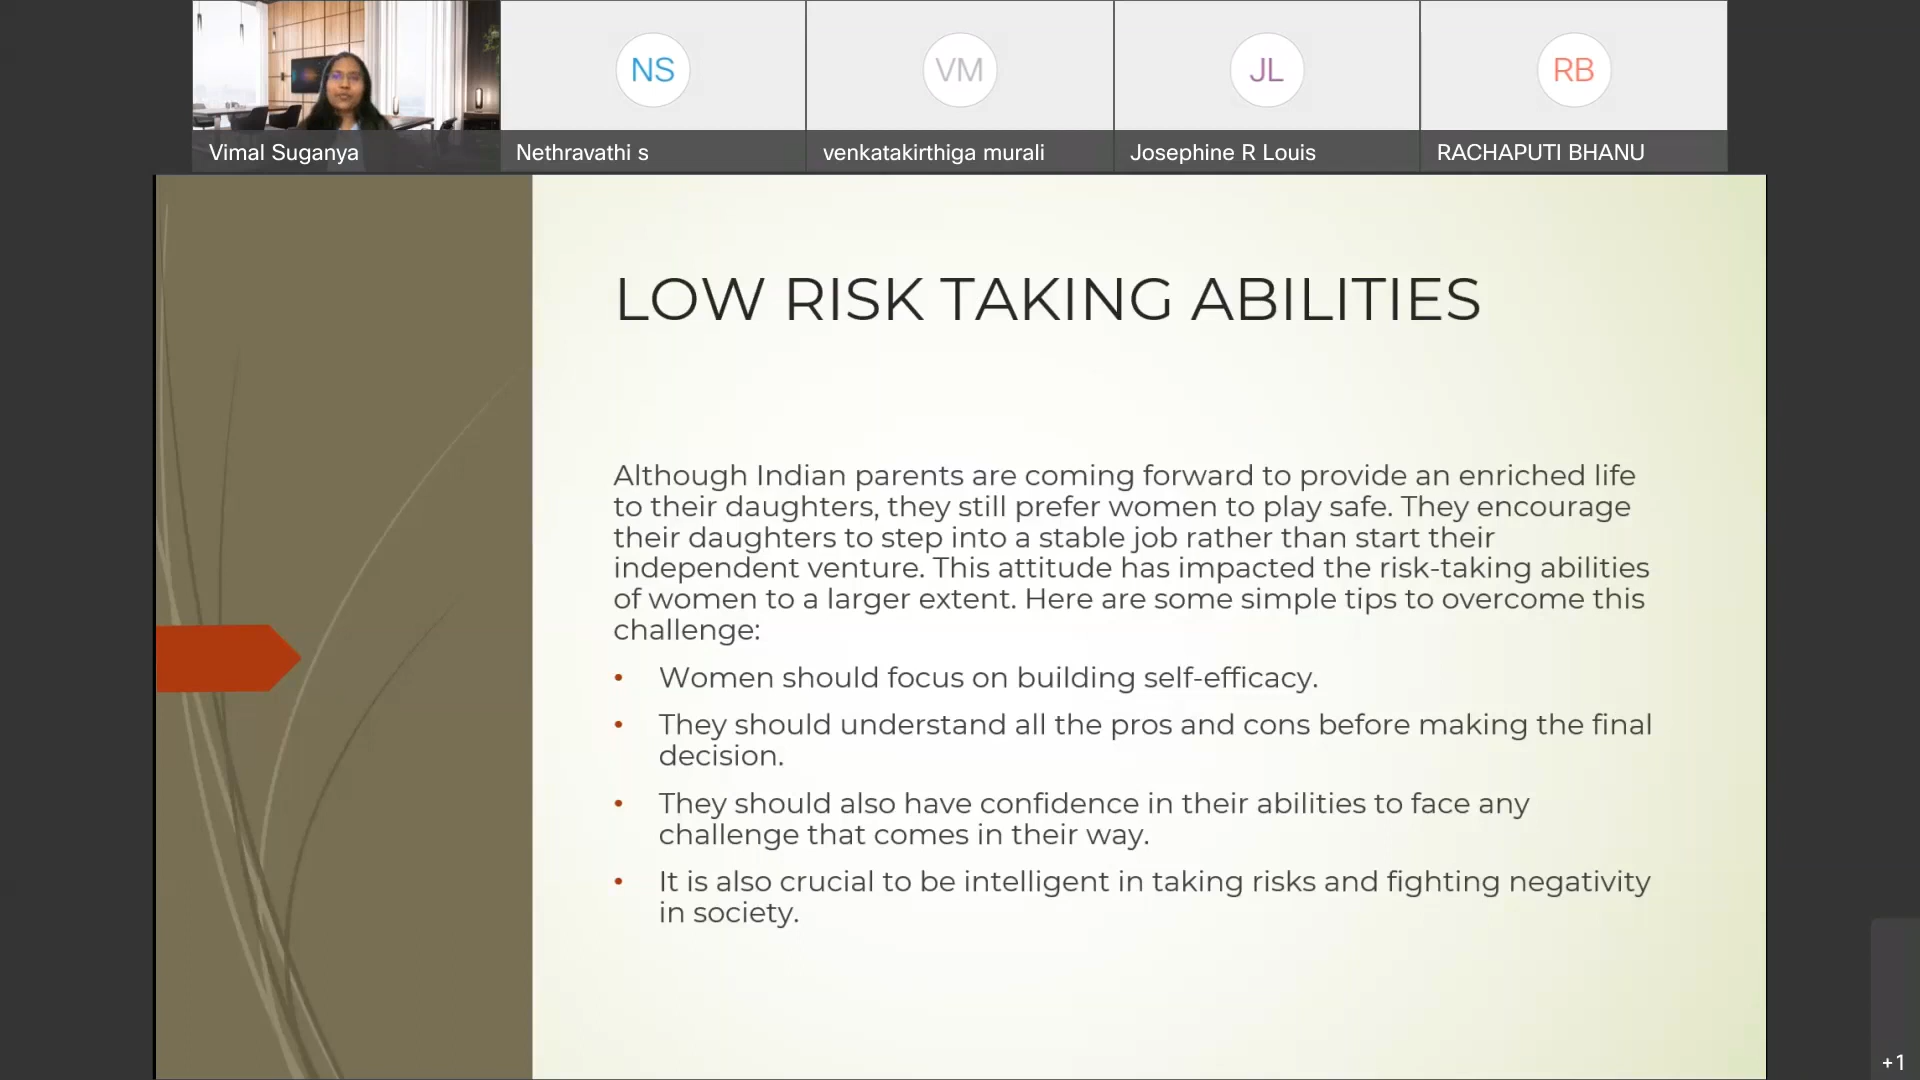 NS
VM
JL
RB
Vimal Suganya
Nethravathi s
venkatakirthiga murali
Josephine R Louis
RACHAPUTI BHANU
LOW RISK TAKING ABILITIES
Although Indian parents are coming forward to provide an enriched life
to their daughters, they still prefer women to play safe. They encourage
their daughters to step into a stable job rather than start their
independent venture. This attitude has impacted the risk-taking abilities
of women to a larger extent. Here are some simple tips to overcome this
challenge:
• Women should focus on building self-efficacy.
• They should understand all the pros and cons before making the final
decision.
• They should also have confidence in their abilities to face any
challenge that comes in their way.
• It is also crucial to be intelligent in taking risks and fighting negativity
in society.
+1